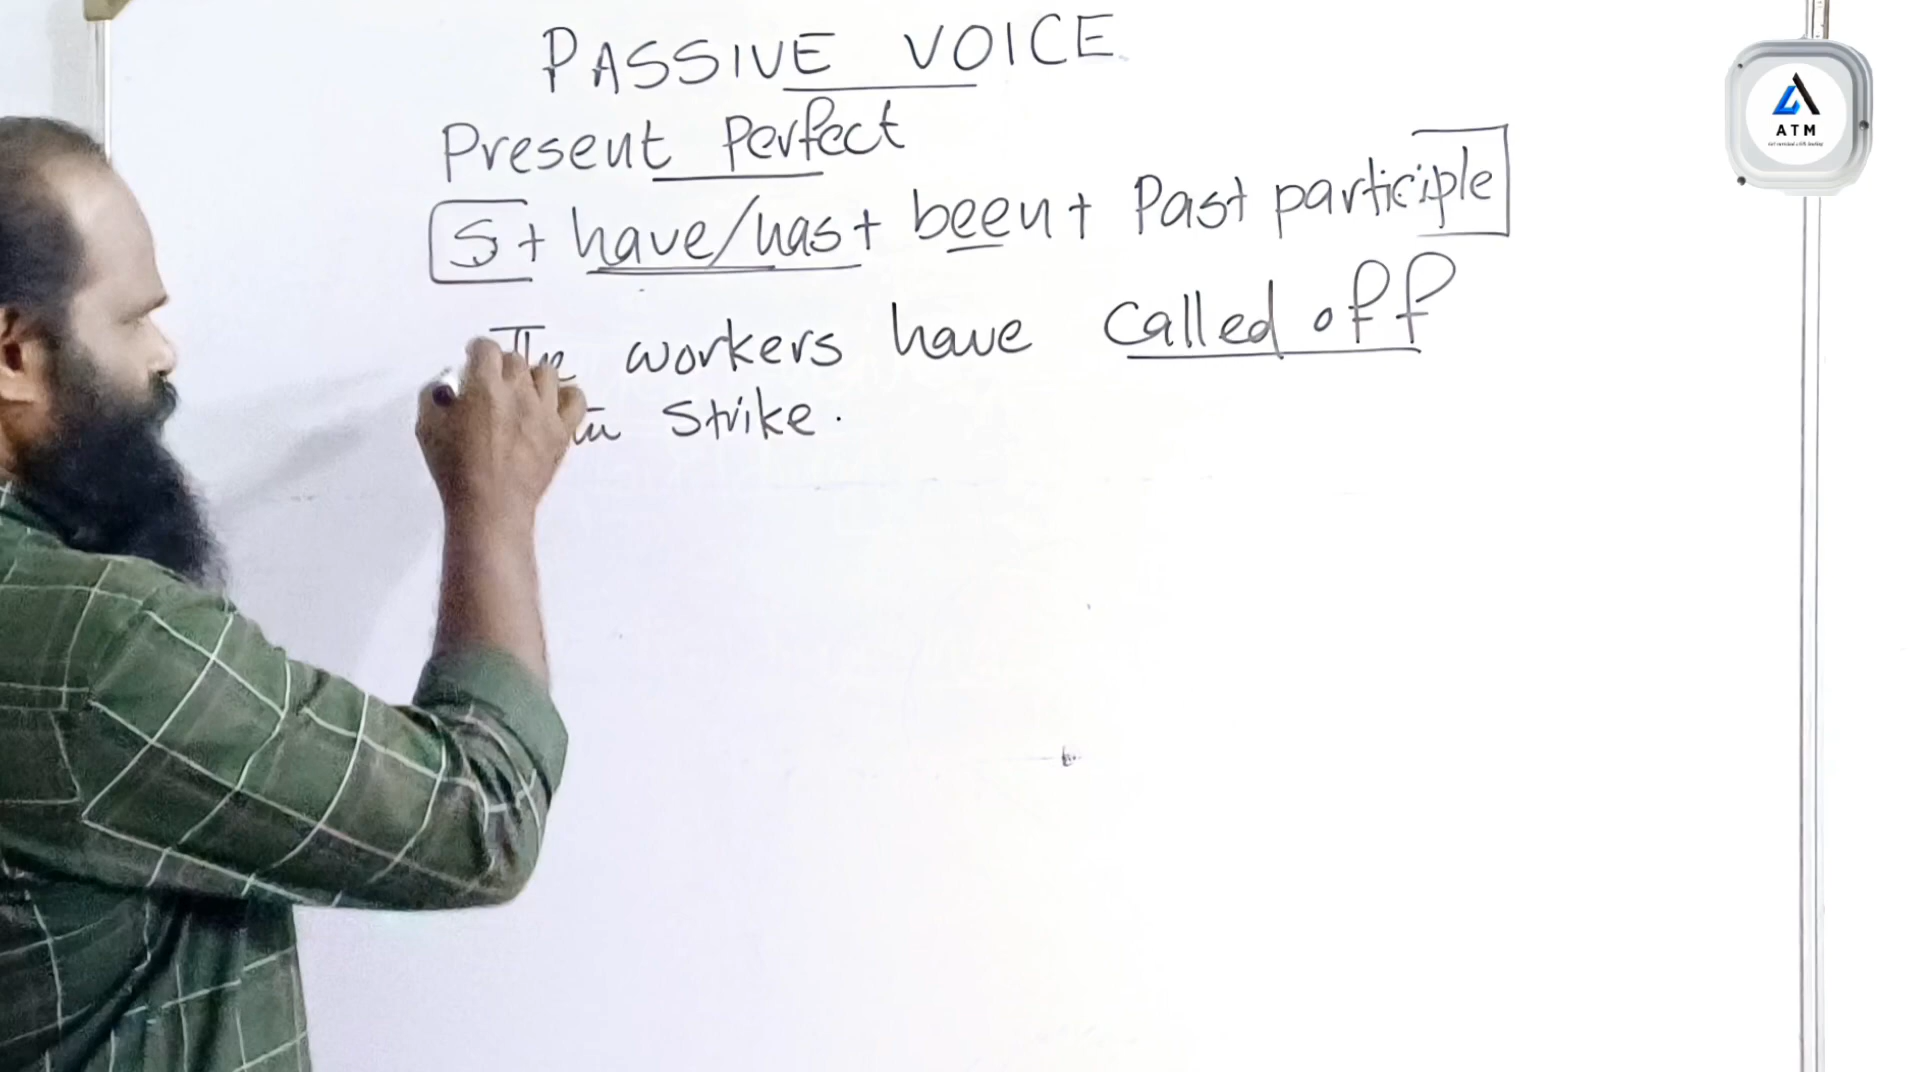 PASSIVE VOICE
Present Perfect
S + have/has + been + Past participle
The workers have called off
strike.
ATM